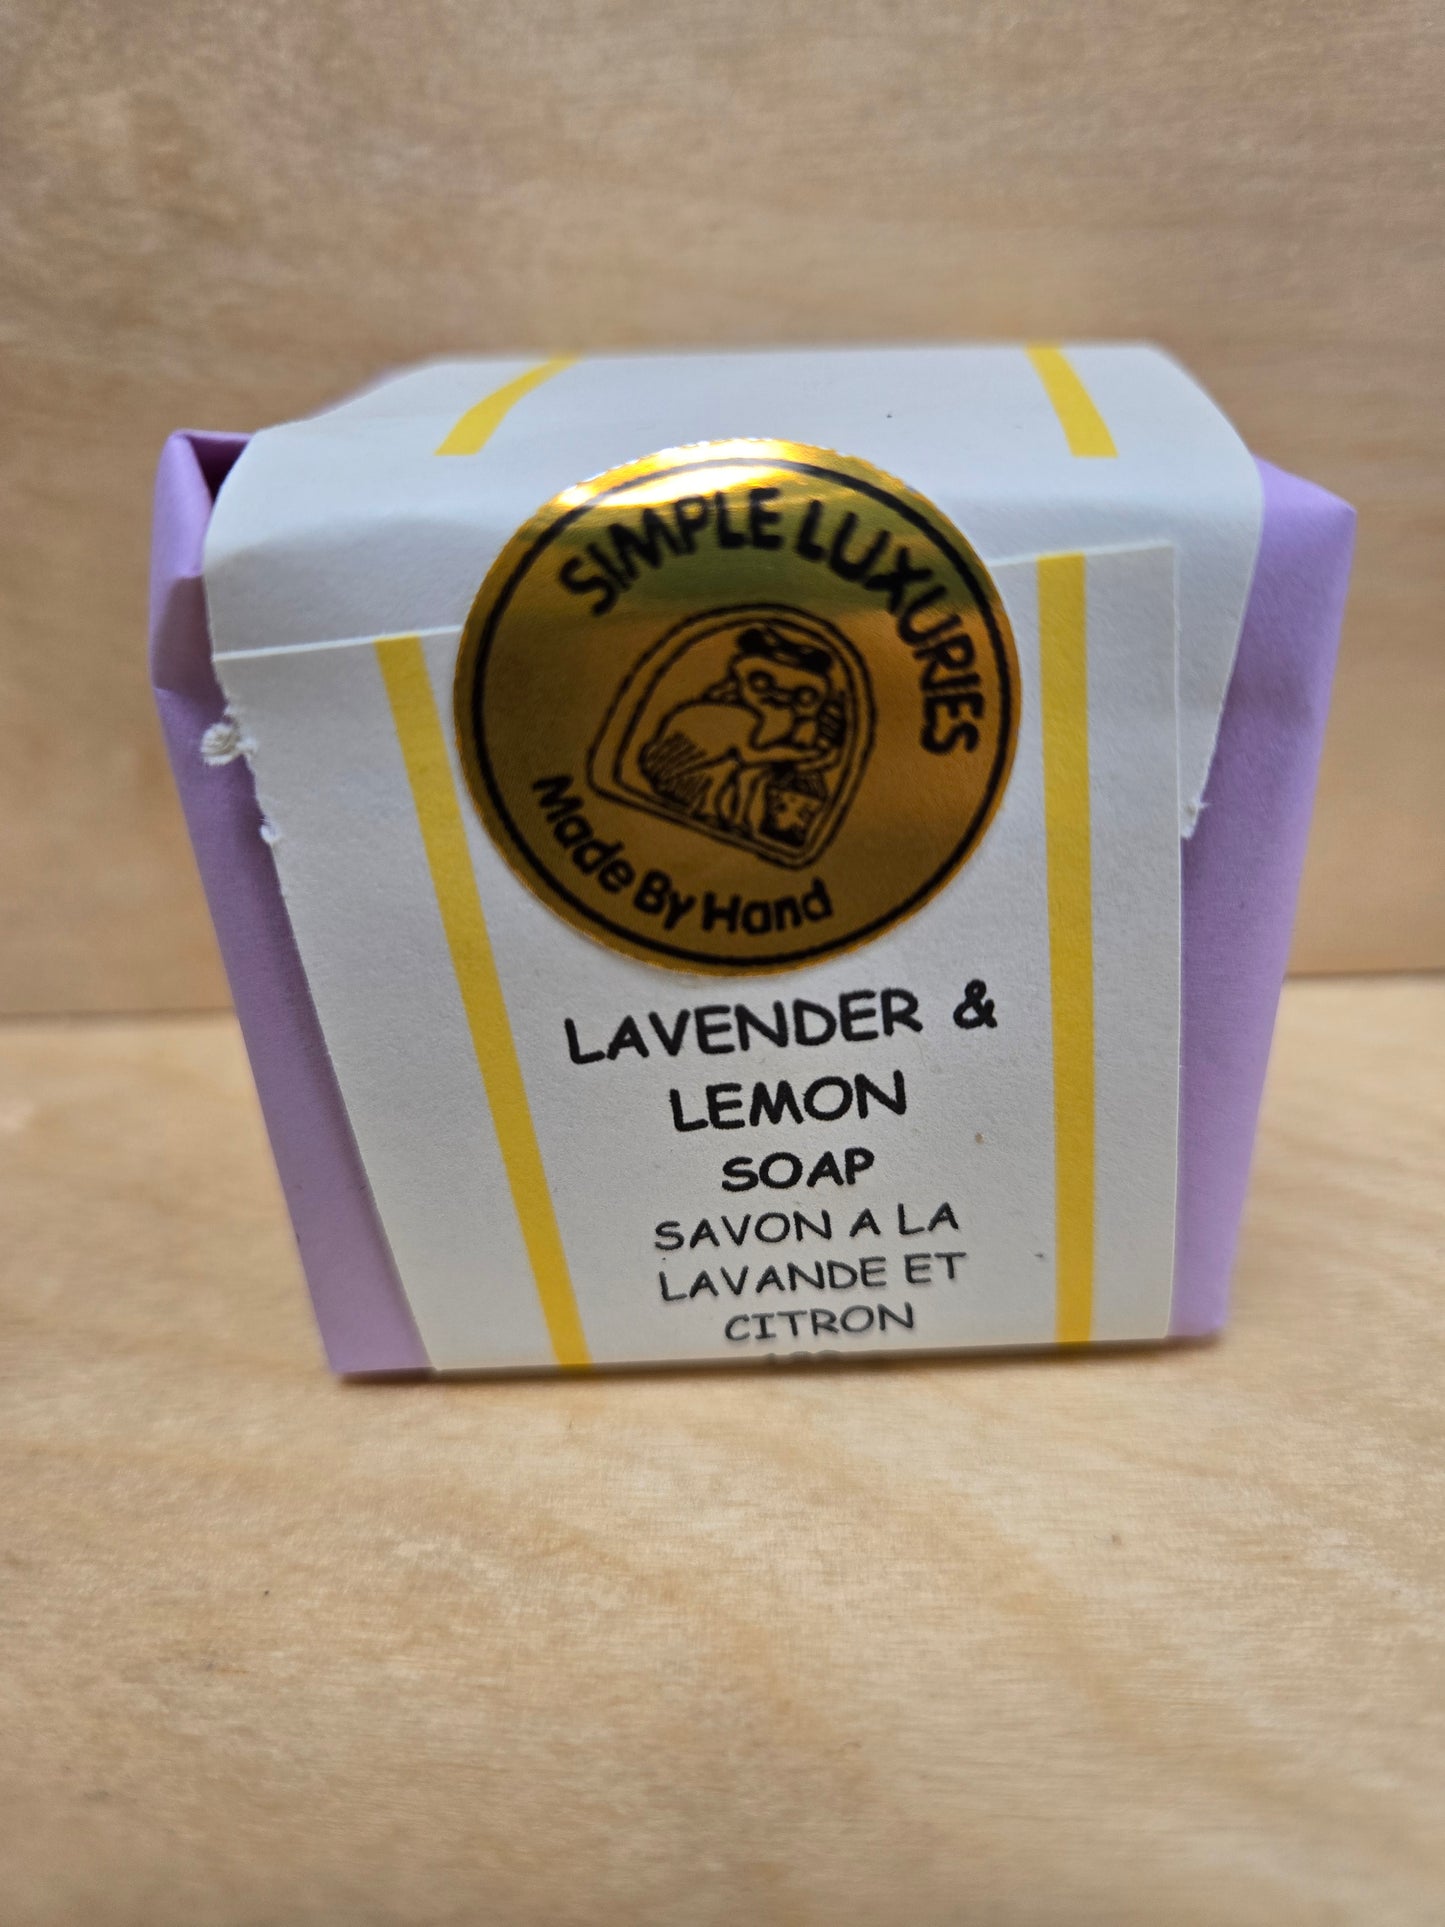 SIMPLE LUXURIES
Made By Hand
LAVENDER &
LEMON
SOAP
SAVON A LA
LAVANDE ET
CITRON